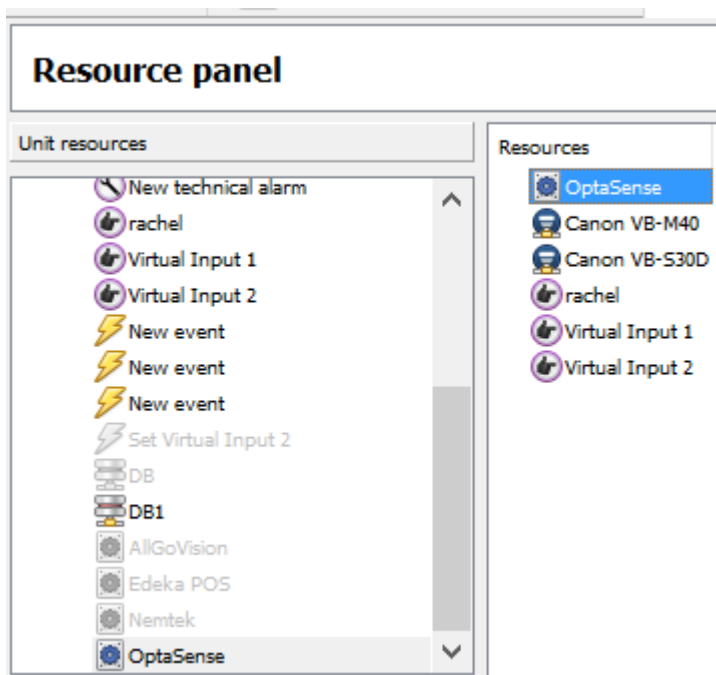 Resource panel
Unit resources
New technical alarm
rachel
Virtual Input 1
Virtual Input 2
New event
New event
New event
Set Virtual Input 2
DB
DB1
AllGoVision
Edeka POS
Nemtek
OptaSense
Resources
OptaSense
Canon VB-M40
Canon VB-S30D
rachel
Virtual Input 1
Virtual Input 2